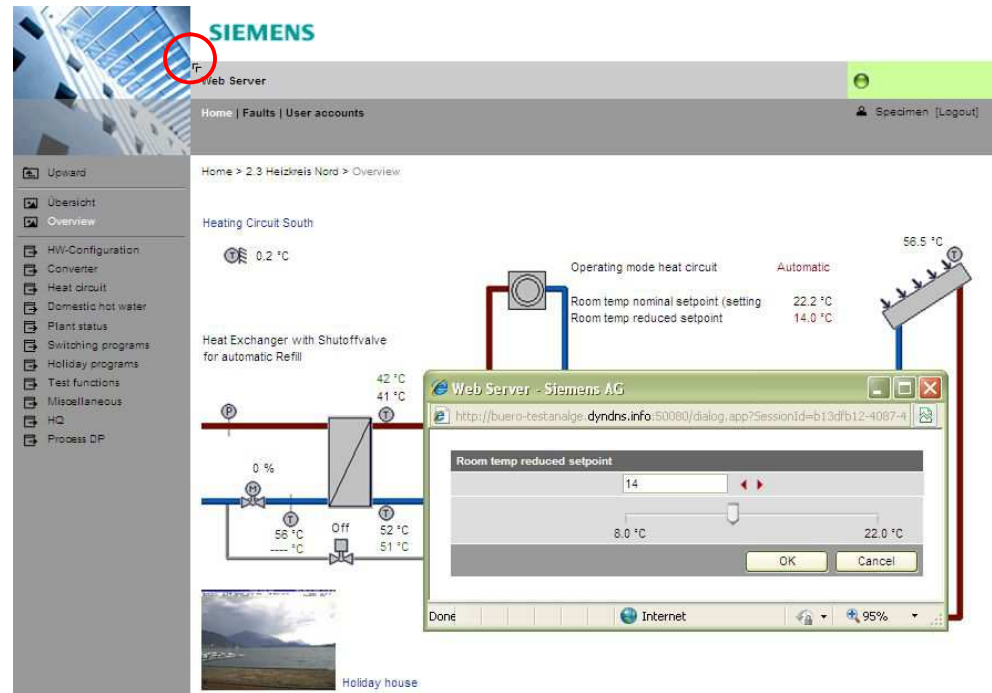 SIEMENS
Web Server
Home | Faults | User accounts
Specimen [Logout]
Upward
Übersicht
Overview
HW-Configuration
Converter
Heat circuit
Domestic hot water
Plant status
Switching programs
Holiday programs
Test functions
Miscellaneous
HQ
Process DP
Home > 2.3 Heizkreis Nord > Overview
Heating Circuit South
T 0.2 °C
56.5 °C
T
Operating mode heat circuit Automatic
Room temp nominal setpoint (setting 22.2 °C
Room temp reduced setpoint 14.0 °C
Heat Exchanger with Shutoffvalve
for automatic Refill
42 °C
41 °C
P
T
0 %
M
T
56 °C
---- °C
Off
T
52 °C
51 °C
Holiday house
Web Server - Siemens AG
http://buero-testanalge.dyndns.info:50080/dialog.app?SessionId=b13dfb12-4087-4
Room temp reduced setpoint
14
8.0 °C 22.0 °C
OK Cancel
Done Internet 95%